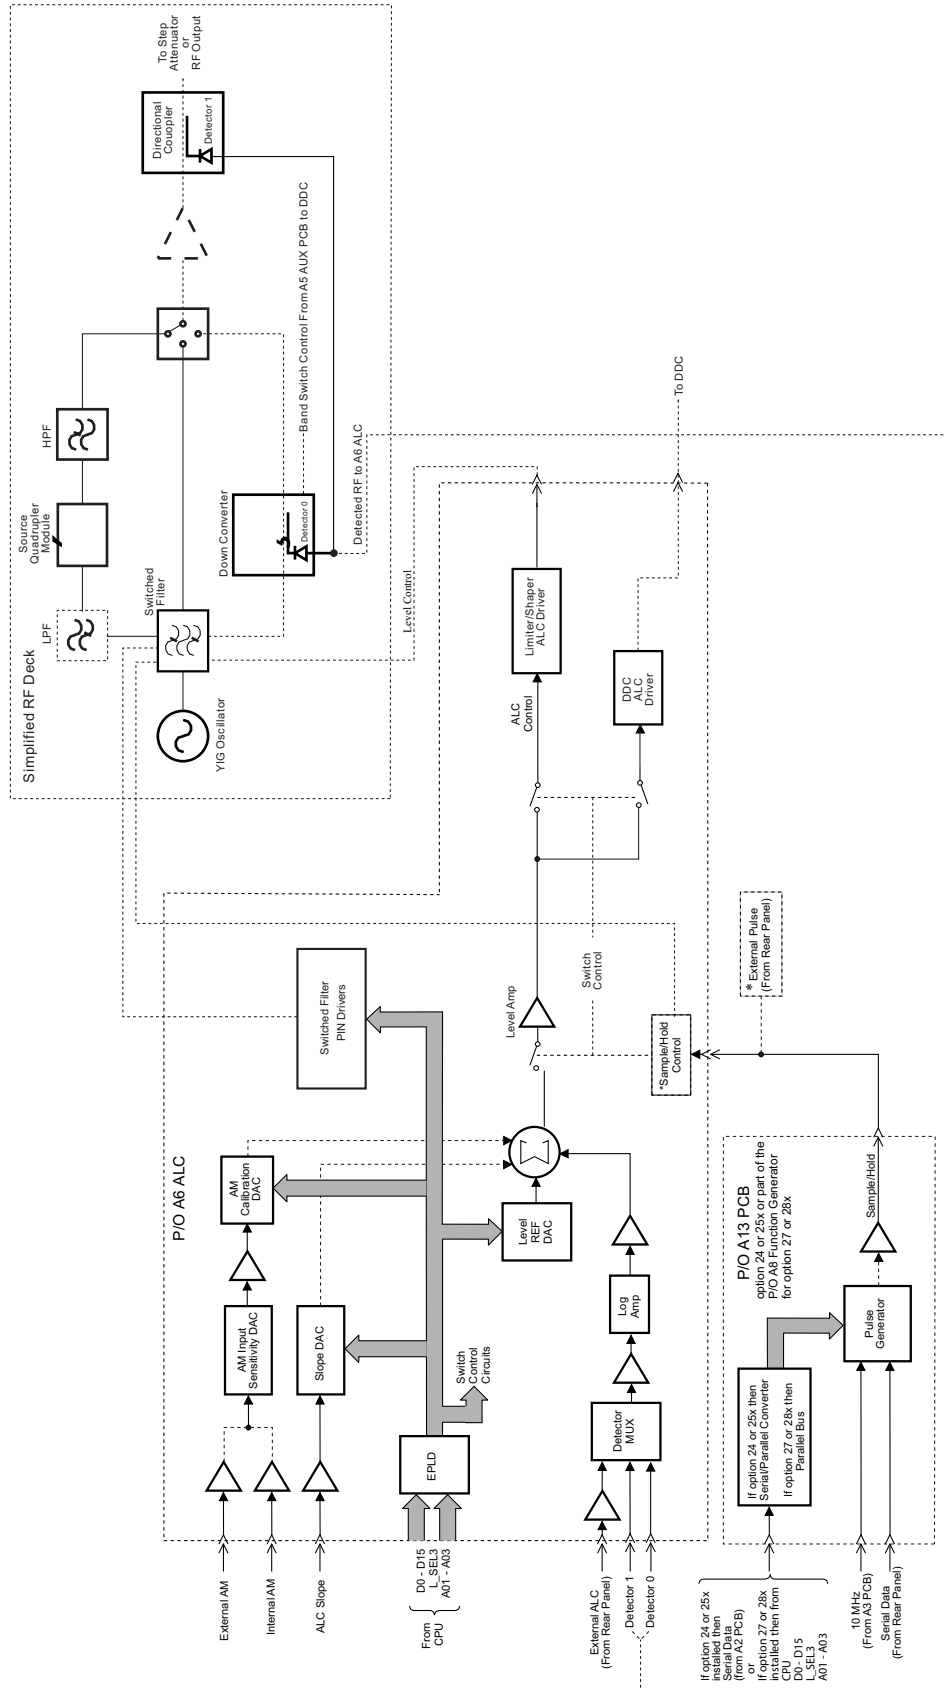 Simplified RF Deck
To Step
Attenuator
or
RF Output
Directional
Couopler
Detector 1
HPF
Source
Quadrupler
Module
LPF
Switched
Filter
YIG Oscillator
Down Converter
Detector 0
Band Switch Control From A5 AUX PCB to DDC
Detected RF to A6 ALC
Level Control
To DDC
P/O A6 ALC
Limiter/Shaper
ALC Driver
ALC
Control
DDC
ALC
Driver
Switched Filter
PIN Drivers
Level Amp
Switch
Control
*Sample/Hold
Control
* External Pulse
(From Rear Panel)
AM
Calibration
DAC
AM Input
Sensitivity DAC
Slope DAC
Level
REF
DAC
Log
Amp
Switch
Control
Circuits
EPLD
Detector
MUX
External AM
Internal AM
ALC Slope
From
CPU
D0 - D15
L_SEL3
A01 - A03
External ALC
(From Rear Panel)
Detector 1
Detector 0
P/O A13 PCB
option 24 or 25x or part of the
P/O A8 Function Generator
for option 27 or 28x
Sample/Hold
Pulse
Generator
If option 24 or 25x then
Serial/Parallel Converter
If option 27 or 28x then
Parallel Bus
If option 24 or 25x
installed then
Serial Data
(from A2 PCB)
or
If option 27 or 28x
installed then from
CPU
D0 - D15
L_SEL3
A01 - A03
10 MHz
(From A3 PCB)
Serial Data
(From Rear Panel)